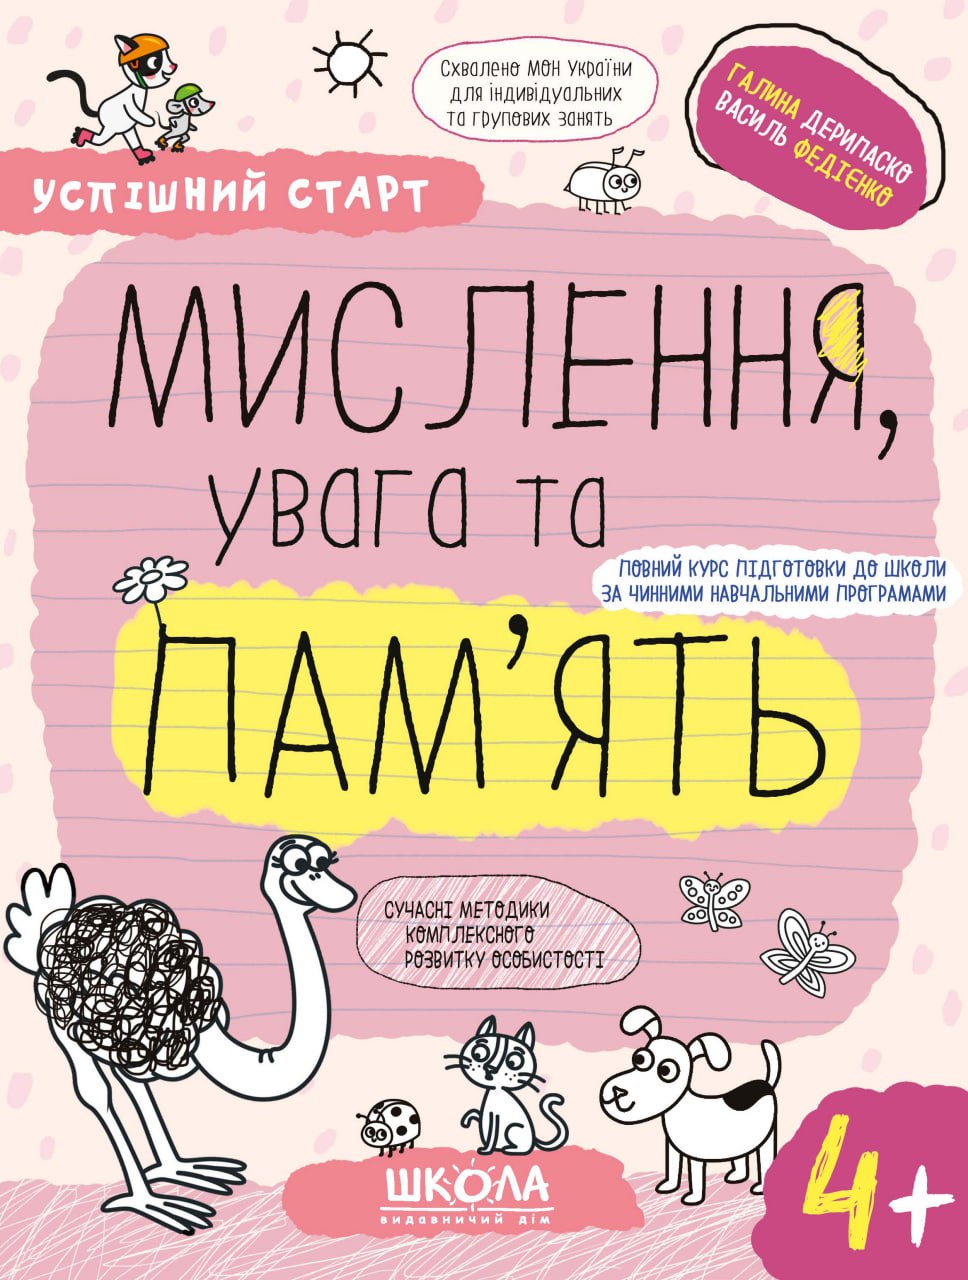 Схвалено МОН України
для індивідуальних
та групових занять
ГАЛИНА ДЕРИПАСКО
ВАСИЛЬ ФЕДІЄНКО
УСПІШНИЙ СТАРТ
МИСЛЕННЯ,
УВАГА ТА
ПОВНИЙ КУРС ПІДГОТОВКИ ДО ШКОЛИ
ЗА ЧИННИМИ НАВЧАЛЬНИМИ ПРОГРАМАМИ
ПАМ'ЯТЬ
СУЧАСНІ МЕТОДИКИ
КОМПЛЕКСНОГО
РОЗВИТКУ ОСОБИСТОСТІ
ШКОЛА
видавничий дім
4+